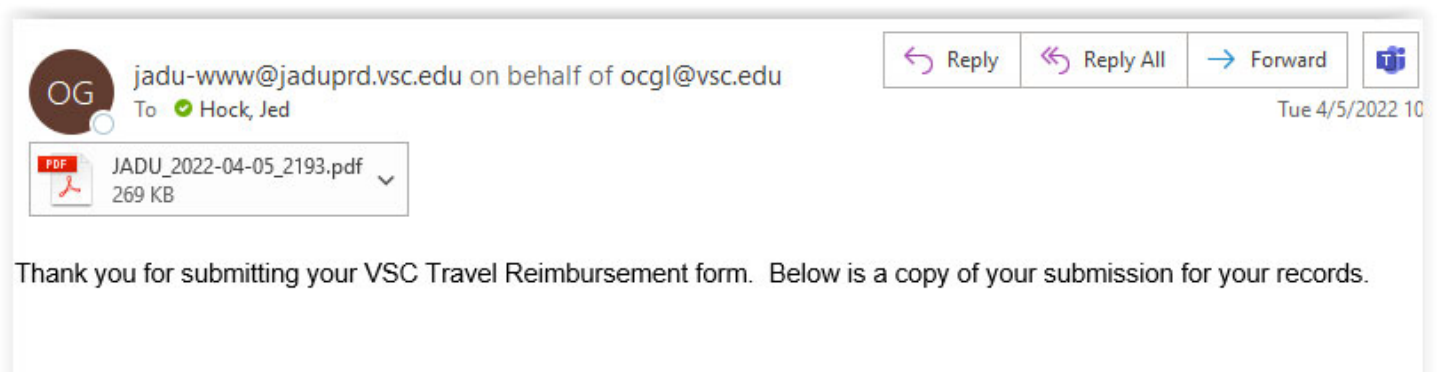 OG
jadu-www@jaduprd.vsc.edu on behalf of ocgl@vsc.edu
Reply
Reply All
Forward
To Hock, Jed
Tue 4/5/2022 10
PDF
JADU_2022-04-05_2193.pdf
269 KB
Thank you for submitting your VSC Travel Reimbursement form.  Below is a copy of your submission for your records.